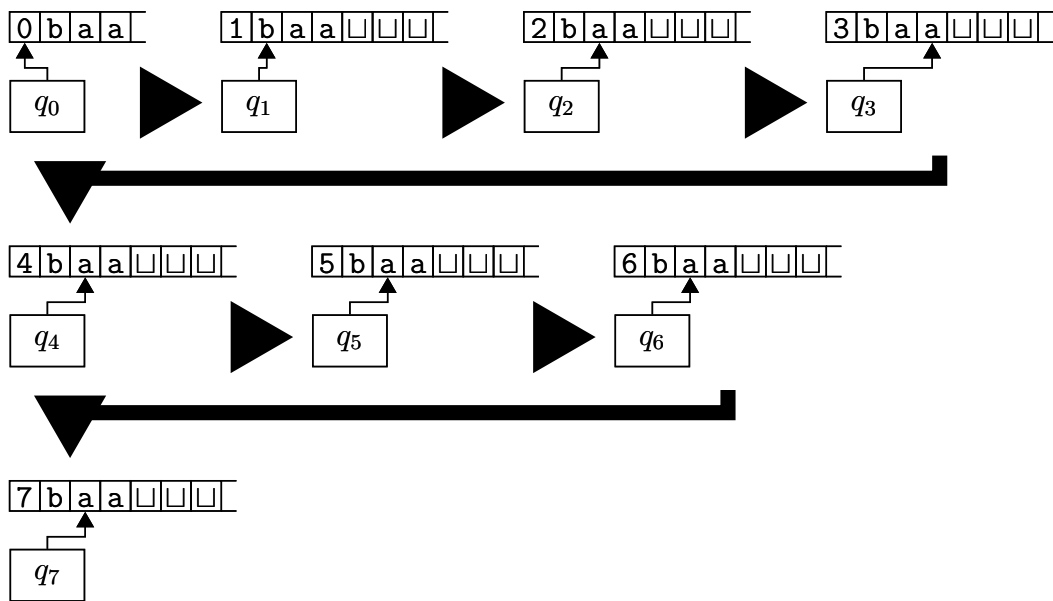 0 b a a 1 b a a ⊔ ⊔ ⊔ 2 b a a ⊔ ⊔ ⊔ 3 b a a ⊔ ⊔ ⊔
q₀ q₁ q₂ q₃
4 b a a ⊔ ⊔ ⊔ 5 b a a ⊔ ⊔ ⊔ 6 b a a ⊔ ⊔ ⊔
q₄ q₅ q₆
7 b a a ⊔ ⊔ ⊔
q₇